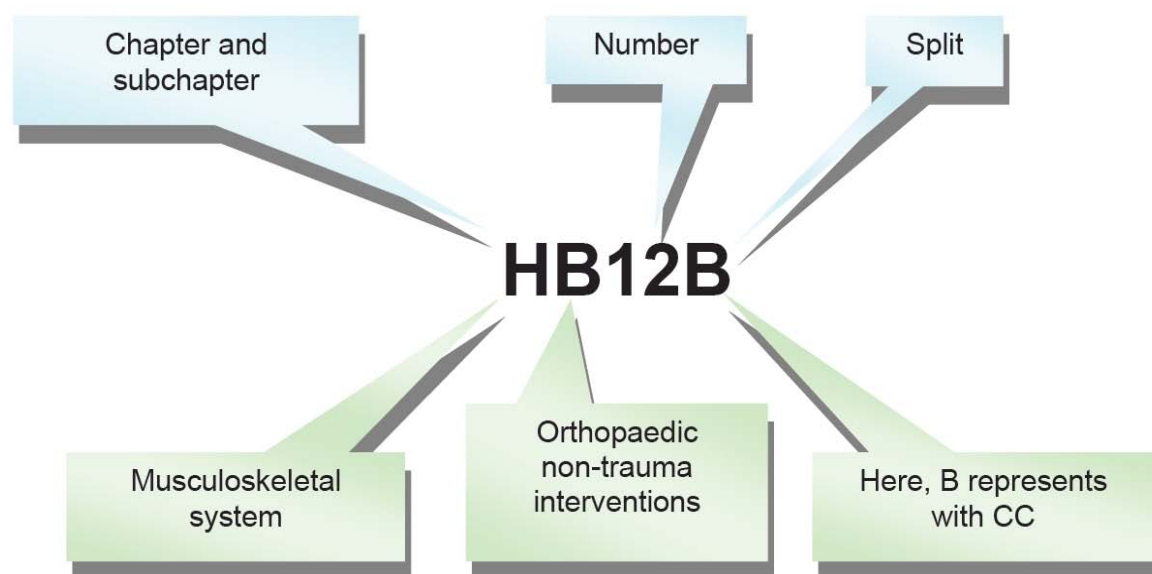 Chapter and
subchapter
Number
Split
HB12B
Musculoskeletal
system
Orthopaedic
non-trauma
interventions
Here, B represents
with CC